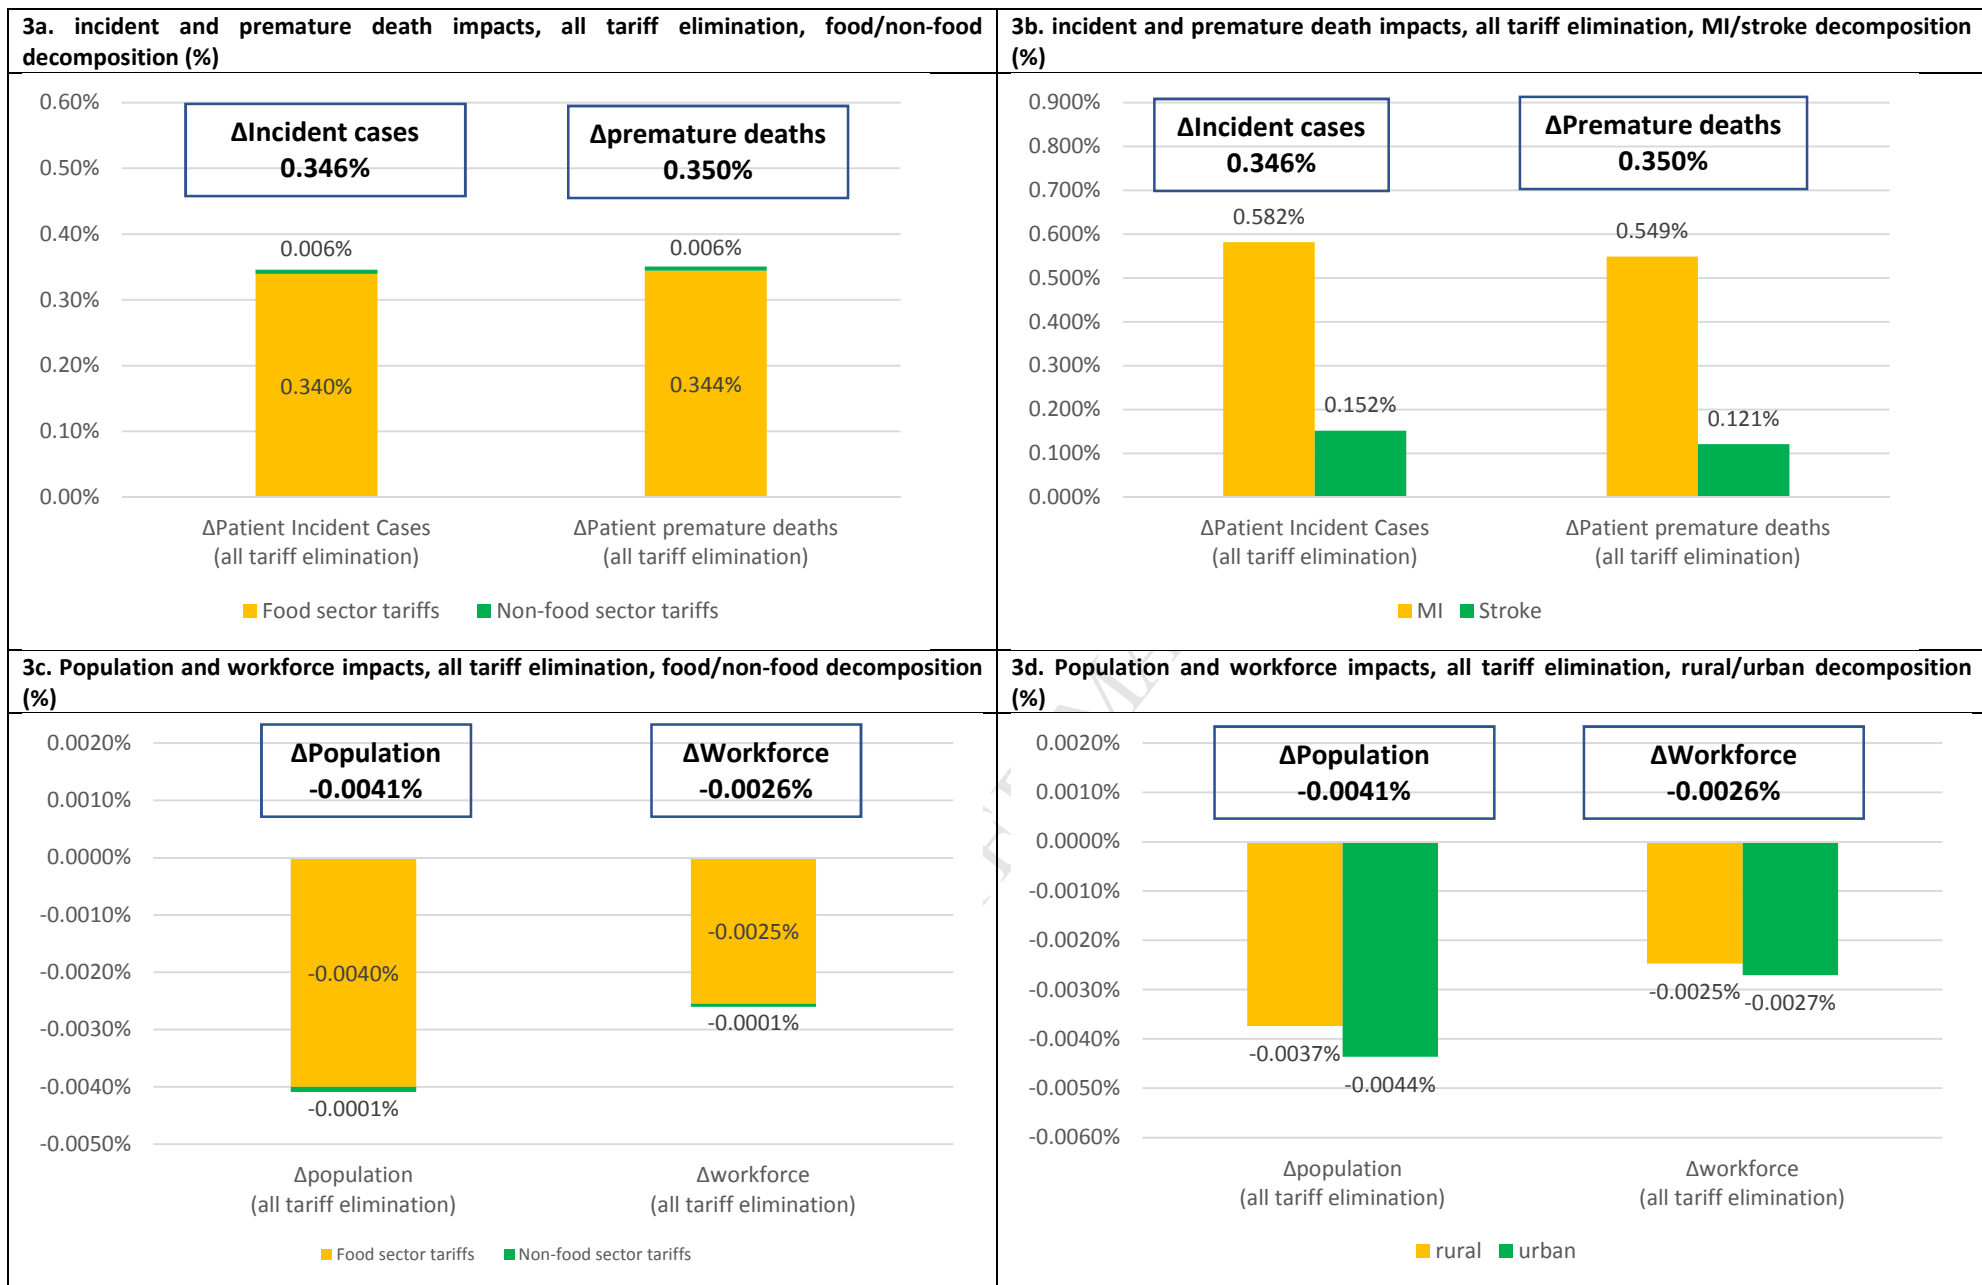 3a. incident and premature death impacts, all tariff elimination, food/non-food
decomposition (%)
0.60%
0.50%
0.40%
0.30%
0.20%
0.10%
0.00%
ΔIncident cases
0.346%
Δpremature deaths
0.350%
0.006%
0.006%
0.340%
0.344%
ΔPatient Incident Cases
(all tariff elimination)
ΔPatient premature deaths
(all tariff elimination)
Food sector tariffs
Non-food sector tariffs
3b. incident and premature death impacts, all tariff elimination, MI/stroke decomposition
(%)
0.900%
0.800%
0.700%
0.600%
0.500%
0.400%
0.300%
0.200%
0.100%
0.000%
ΔIncident cases
0.346%
ΔPremature deaths
0.350%
0.582%
0.152%
0.549%
0.121%
ΔPatient Incident Cases
(all tariff elimination)
ΔPatient premature deaths
(all tariff elimination)
MI
Stroke
3c. Population and workforce impacts, all tariff elimination, food/non-food decomposition
(%)
0.0020%
0.0010%
0.0000%
-0.0010%
-0.0020%
-0.0030%
-0.0040%
-0.0050%
ΔPopulation
-0.0041%
ΔWorkforce
-0.0026%
-0.0040%
-0.0001%
-0.0025%
-0.0001%
Δpopulation
(all tariff elimination)
Δworkforce
(all tariff elimination)
Food sector tariffs
Non-food sector tariffs
3d. Population and workforce impacts, all tariff elimination, rural/urban decomposition
(%)
0.0020%
0.0010%
0.0000%
-0.0010%
-0.0020%
-0.0030%
-0.0040%
-0.0050%
-0.0060%
ΔPopulation
-0.0041%
ΔWorkforce
-0.0026%
-0.0037%
-0.0044%
-0.0025%
-0.0027%
Δpopulation
(all tariff elimination)
Δworkforce
(all tariff elimination)
rural
urban